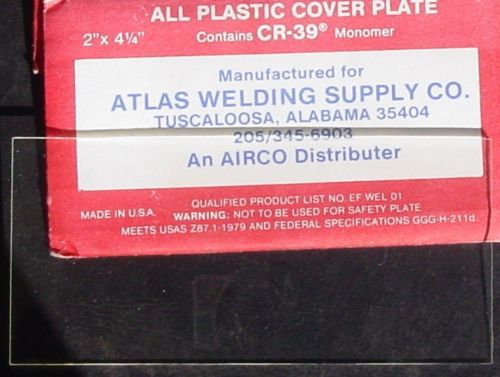 ALL PLASTIC COVER PLATE
2"x 4¼" Contains CR-39® Monomer
Manufactured for
ATLAS WELDING SUPPLY CO.
TUSCALOOSA, ALABAMA 35404
205/345-6903
An AIRCO Distributer
QUALIFIED PRODUCT LIST NO. EF WEL 01
MADE IN U.S.A. WARNING: NOT TO BE USED FOR SAFETY PLATE
MEETS USAS Z87.1-1979 AND FEDERAL SPECIFICATIONS GGG-H-211d